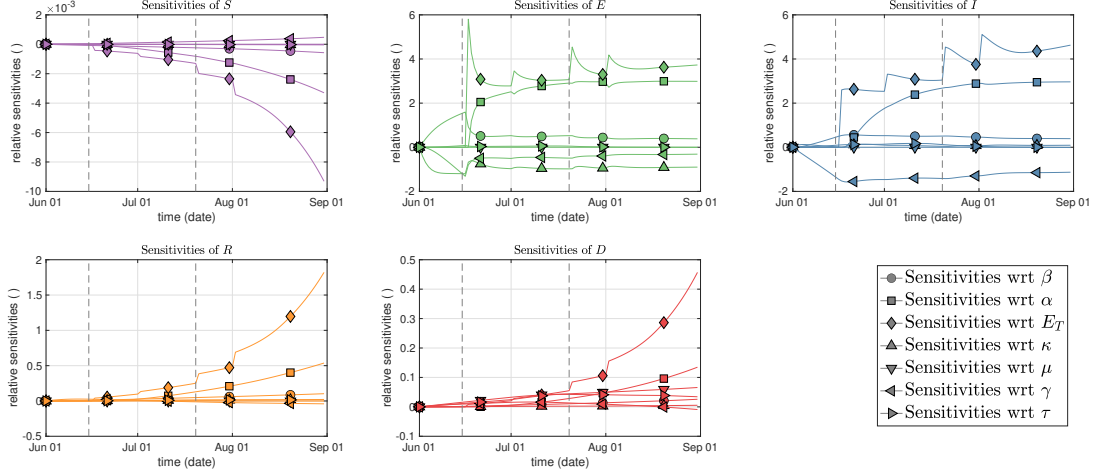 Sensitivities of S
×10⁻³
2
0
-2
-4
-6
-8
-10
relative sensitivities ( )
Jun 01
Jul 01
Aug 01
Sep 01
time (date)
Sensitivities of E
6
4
2
0
-2
relative sensitivities ( )
Jun 01
Jul 01
Aug 01
Sep 01
time (date)
Sensitivities of I
6
4
2
0
-2
relative sensitivities ( )
Jun 01
Jul 01
Aug 01
Sep 01
time (date)
Sensitivities of R
2
1.5
1
0.5
0
-0.5
relative sensitivities ( )
Jun 01
Jul 01
Aug 01
Sep 01
time (date)
Sensitivities of D
0.5
0.4
0.3
0.2
0.1
0
-0.1
relative sensitivities ( )
Jun 01
Jul 01
Aug 01
Sep 01
time (date)
Sensitivities wrt β
Sensitivities wrt α
Sensitivities wrt E_T
Sensitivities wrt κ
Sensitivities wrt μ
Sensitivities wrt γ
Sensitivities wrt τ